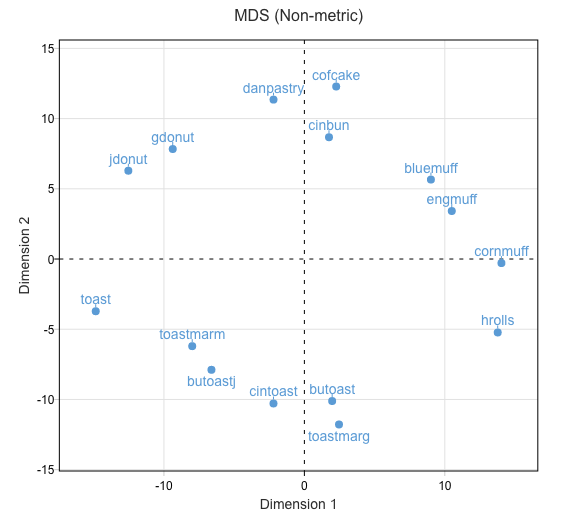 MDS (Non-metric)
15
cofcake
danpastry
10
cinbun
gdonut
jdonut
bluemuff
5
engmuff
cornmuff
0
Dimension 2
toast
hrolls
-5
toastmarm
butoastj
cintoast
butoast
-10
toastmarg
-15
-10
0
10
Dimension 1